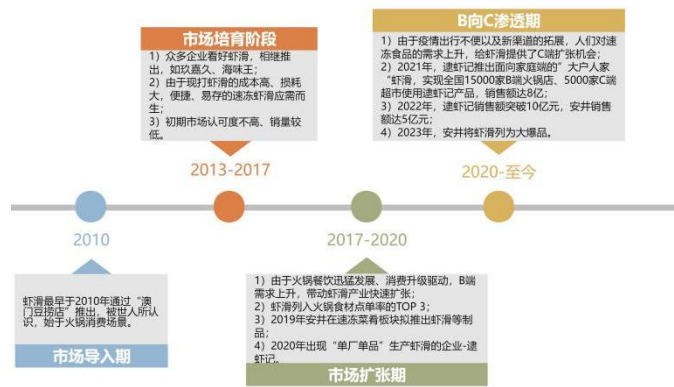 市场培育阶段
1）众多企业看好虾滑，相继推
出，如玖嘉久、海味王；
2）由于现打虾滑的成本高、损耗
大，便捷、易存的速冻虾滑应需而
生；
3）初期市场认可度不高、销量较
低。
2013-2017
B向C渗透期
1）由于疫情出行不便以及新渠道的拓展，人们对速
冻食品的需求上升，给虾滑提供了C端扩张机会；
2）2021年，逮虾记推出面向家庭端的“大户人家
“虾滑，实现全国15000家B端火锅店、5000家C端
超市使用逮虾记产品，销售额达8亿；
3）2022年，逮虾记销售额突破10亿元，安井销售
额达5亿元；
4）2023年，安井将虾滑列为大爆品。
2020-至今
2010
虾滑最早于2010年通过“澳
门豆捞店”推出，被世人所认
识，始于火锅消费场景。
市场导入期
2017-2020
1）由于火锅餐饮迅猛发展、消费升级驱动，B端
需求上升，带动虾滑产业快速扩张；
2）虾滑列入火锅食材点单率的TOP 3；
3）2019年安井在速冻菜肴板块拟推出虾滑等制
品；
4）2020年出现“单厂单品”生产虾滑的企业-逮
虾记。
市场扩张期